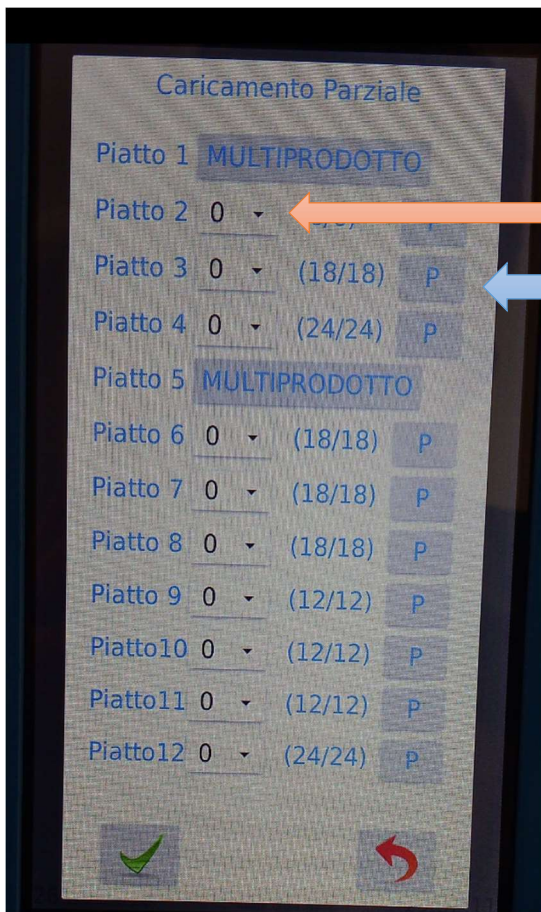 Caricamento Parziale
Piatto 1 MULTIPRODOTTO
Piatto 2 0
Piatto 3 0 (18/18) P
Piatto 4 0 (24/24) P
Piatto 5 MULTIPRODOTTO
Piatto 6 0 (18/18) P
Piatto 7 0 (18/18) P
Piatto 8 0 (18/18) P
Piatto 9 0 (12/12) P
Piatto10 0 (12/12) P
Piatto11 0 (12/12) P
Piatto12 0 (24/24) P